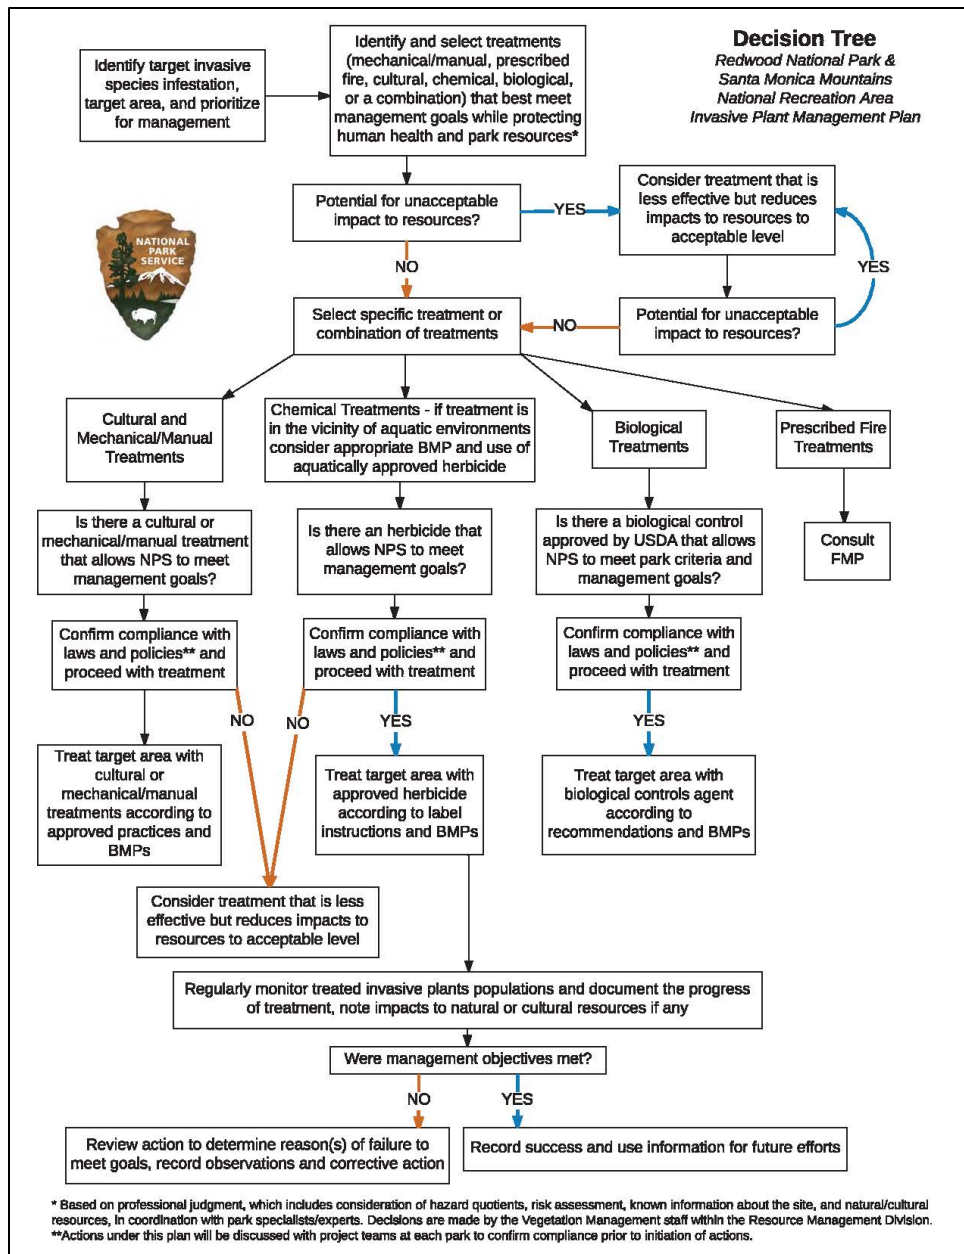 Decision Tree
Redwood National Park &
Santa Monica Mountains
National Recreation Area
Invasive Plant Management Plan
Identify target invasive
species infestation,
target area, and prioritize
for management
Identify and select treatments
(mechanical/manual, prescribed
fire, cultural, chemical, biological,
or a combination) that best meet
management goals while protecting
human health and park resources*
Potential for unacceptable
impact to resources?
YES
Consider treatment that is
less effective but reduces
impacts to resources to
acceptable level
YES
NATIONAL
PARK
SERVICE
NO
Select specific treatment or
combination of treatments
NO
Potential for unacceptable
impact to resources?
Cultural and
Mechanical/Manual
Treatments
Chemical Treatments - if treatment is
in the vicinity of aquatic environments
consider appropriate BMP and use of
aquatically approved herbicide
Biological
Treatments
Prescribed Fire
Treatments
Is there a cultural or
mechanical/manual treatment
that allows NPS to meet
management goals?
Is there an herbicide that
allows NPS to meet
management goals?
Is there a biological control
approved by USDA that allows
NPS to meet park criteria and
management goals?
Consult
FMP
Confirm compliance with
laws and policies** and
proceed with treatment
Confirm compliance with
laws and policies** and
proceed with treatment
Confirm compliance with
laws and policies** and
proceed with treatment
NO
NO
YES
YES
Treat target area with
cultural or
mechanical/manual
treatments according to
approved practices and
BMPs
Treat target area with
approved herbicide
according to label
instructions and BMPs
Treat target area with
biological controls agent
according to
recommendations and BMPs
Consider treatment that is less
effective but reduces impacts to
resources to acceptable level
Regularly monitor treated invasive plants populations and document the progress
of treatment, note impacts to natural or cultural resources if any
Were management objectives met?
NO
YES
Review action to determine reason(s) of failure to
meet goals, record observations and corrective action
Record success and use information for future efforts
* Based on professional judgment, which includes consideration of hazard quotients, risk assessment, known information about the site, and natural/cultural
resources, in coordination with park specialists/experts. Decisions are made by the Vegetation Management staff within the Resource Management Division.
**Actions under this plan will be discussed with project teams at each park to confirm compliance prior to initiation of actions.